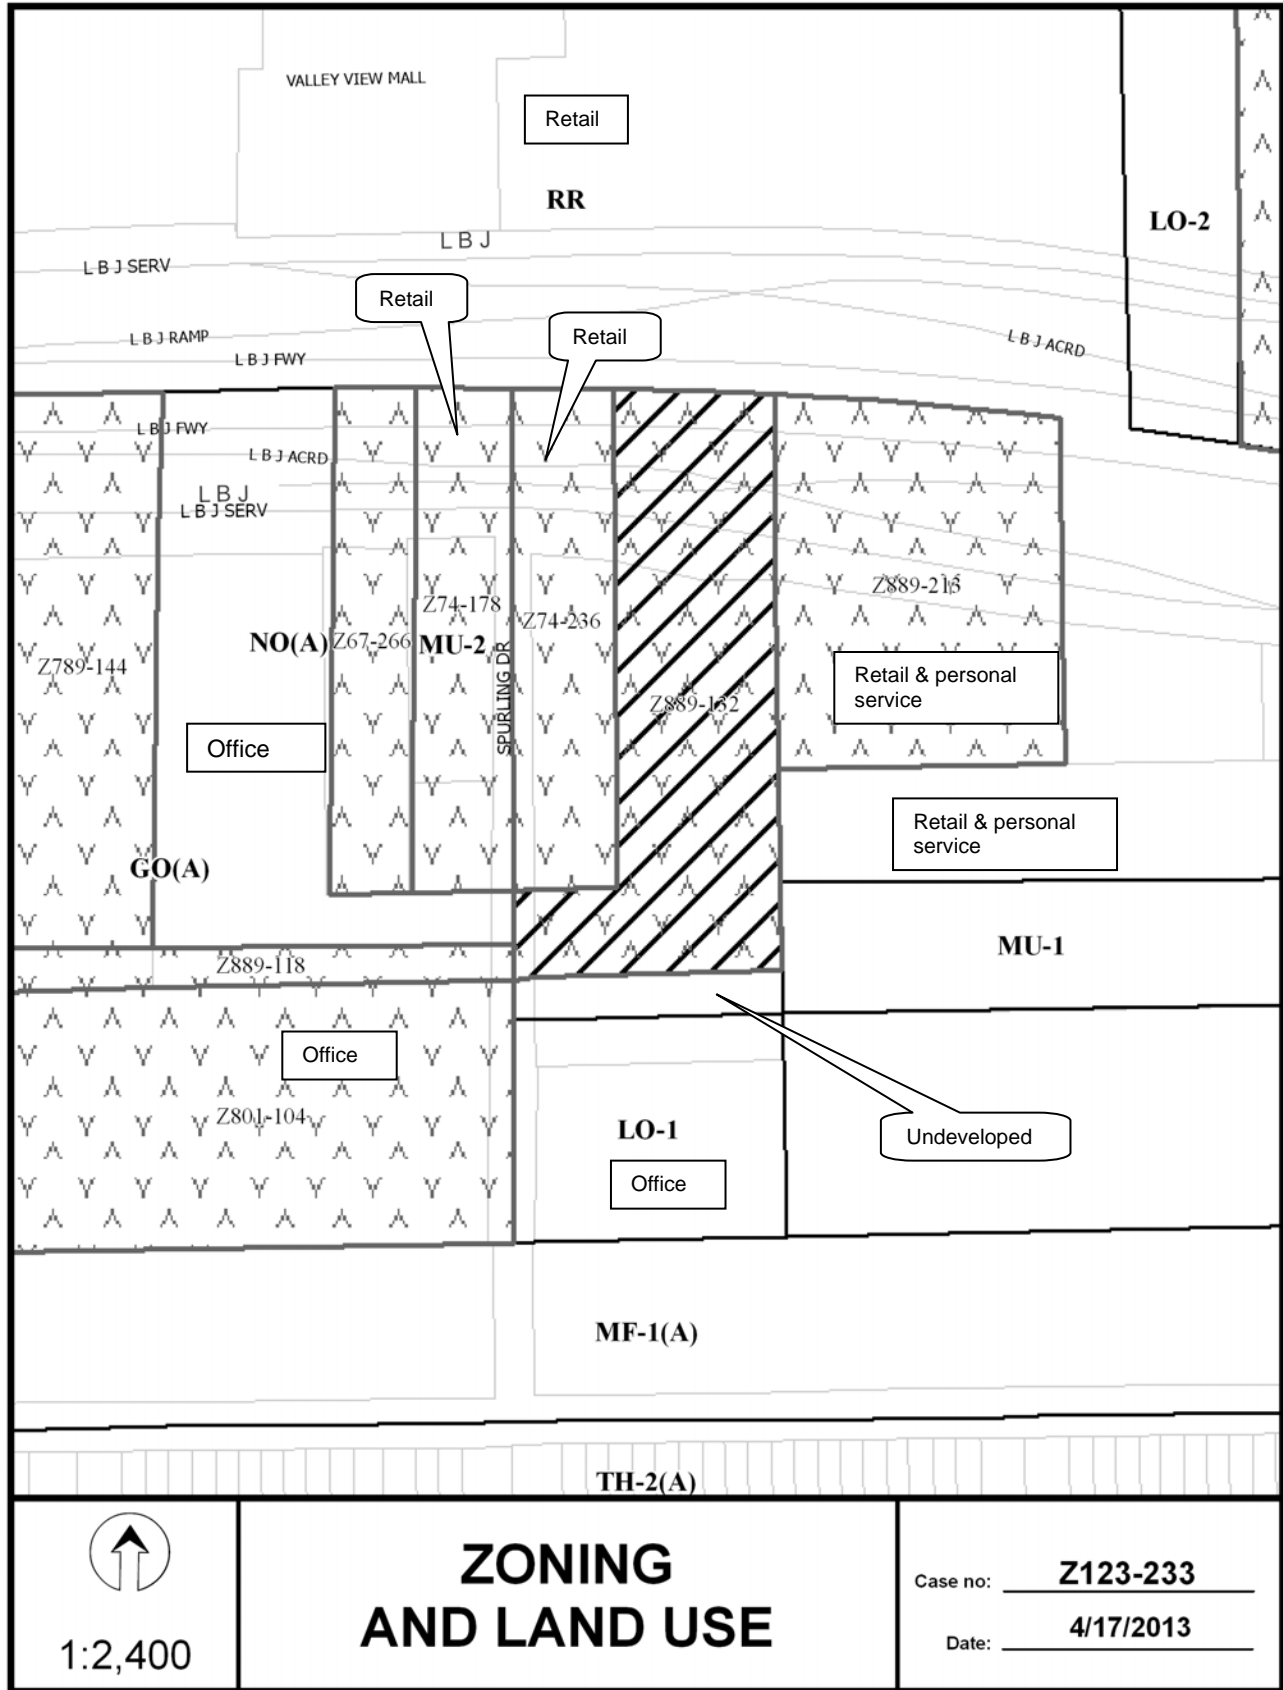 VALLEY VIEW MALL
Retail
RR
LO-2
L B J
L B J SERV
Retail
Retail
L B J RAMP
L B J ACRD
L B J FWY
L B J FWY
L B J ACRD
L B J
L B J SERV
Z889-213
Z74-178
Z74-236
NO(A)
Z67-266
MU-2
SPURLING DR
Z789-144
Retail & personal
service
Z889-132
Office
Retail & personal
service
GO(A)
MU-1
Z889-118
Office
Z801-104
LO-1
Undeveloped
Office
MF-1(A)
TH-2(A)
1:2,400
ZONING
AND LAND USE
Case no: Z123-233
Date: 4/17/2013